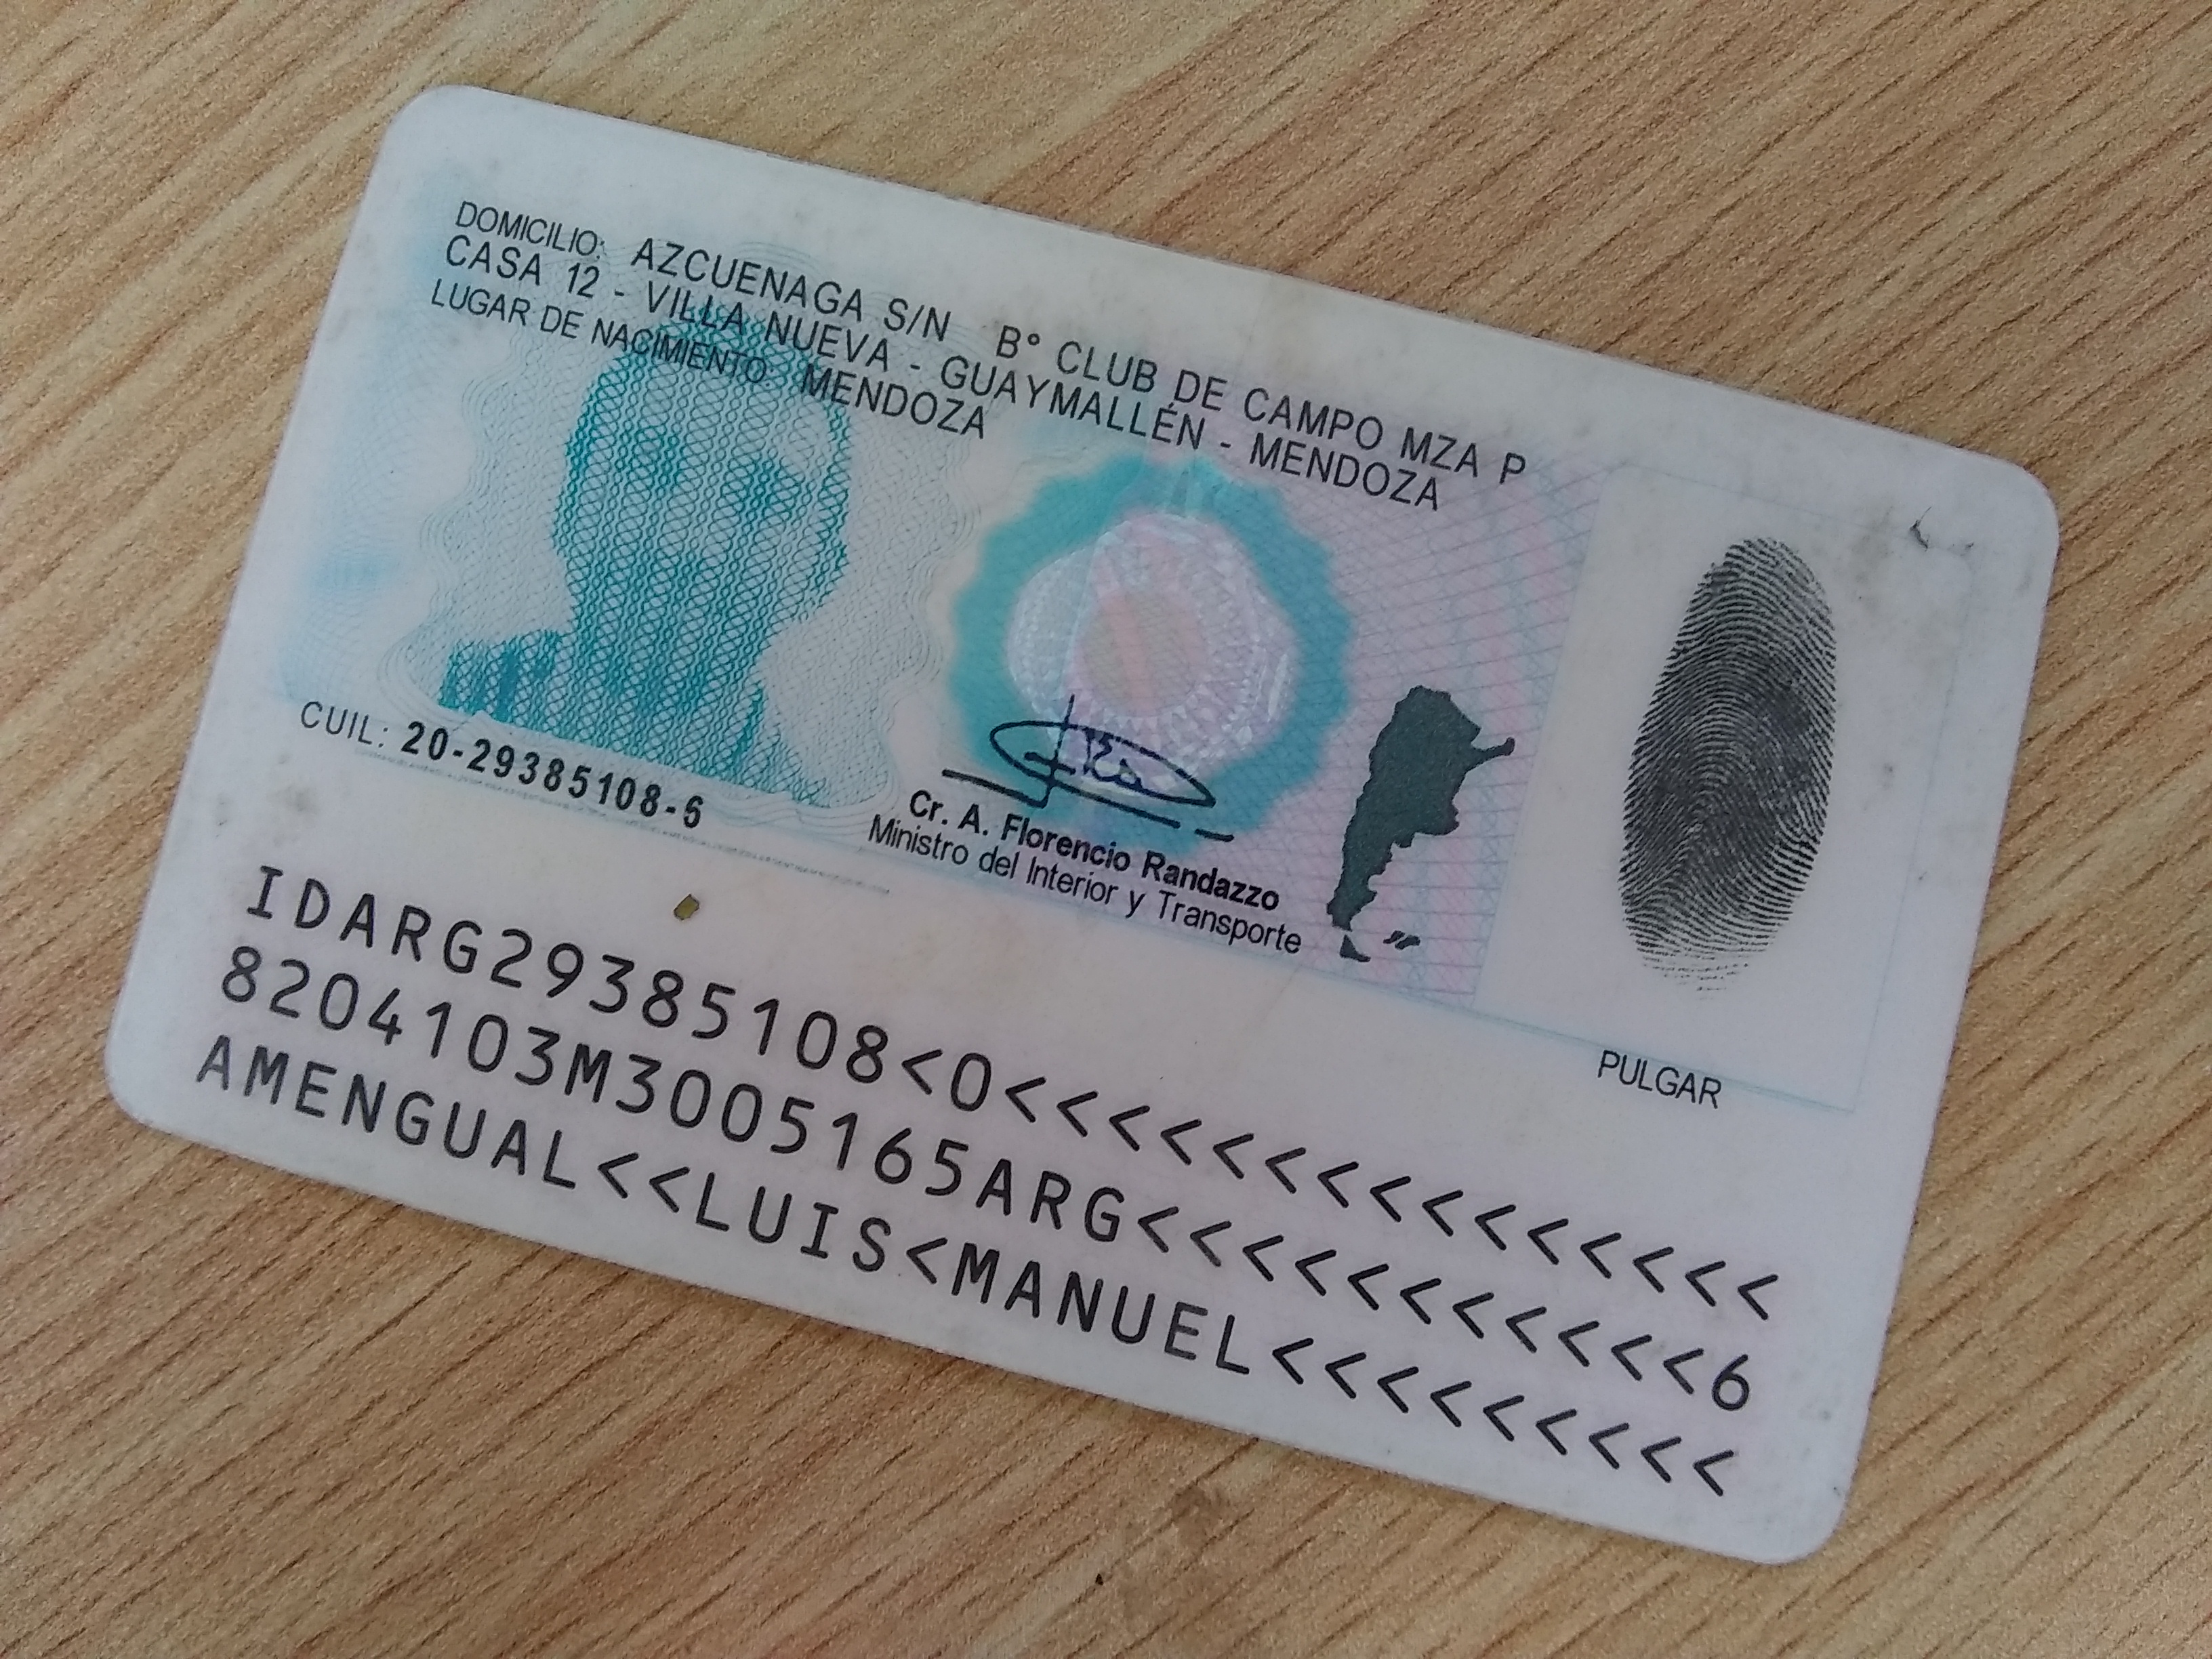 DOMICILIO: AZCUENAGA S/N B° CLUB DE CAMPO MZA P
CASA 12 - VILLA NUEVA - GUAYMALLÉN - MENDOZA
LUGAR DE NACIMIENTO: MENDOZA
CUIL: 20-29385108-6
Cr. A. Florencio Randazzo
Ministro del Interior y Transporte
PULGAR
IDARG29385108<0<<<<<<<<<<<<<<<
8204103M3005165ARG<<<<<<<<<<<6
AMENGUAL<<LUIS<MANUEL<<<<<<<<<